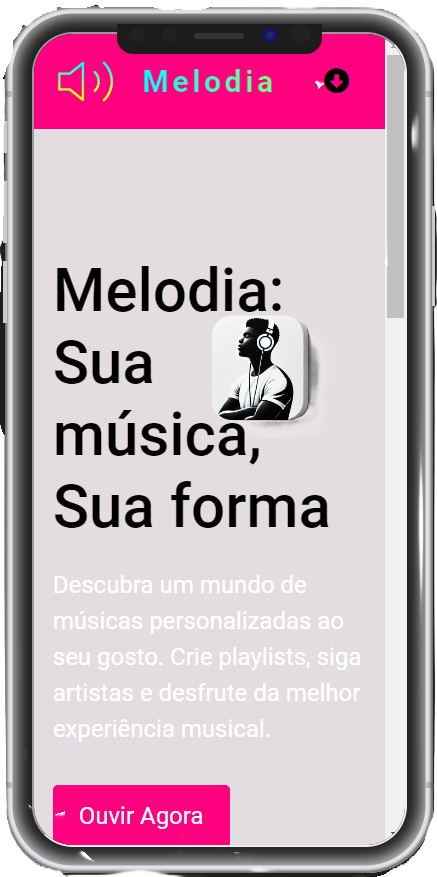 Melodia
Melodia:
Sua
música,
Sua forma
Descubra um mundo de
músicas personalizadas ao
seu gosto. Crie playlists, siga
artistas e desfrute da melhor
experiência musical.
Ouvir Agora